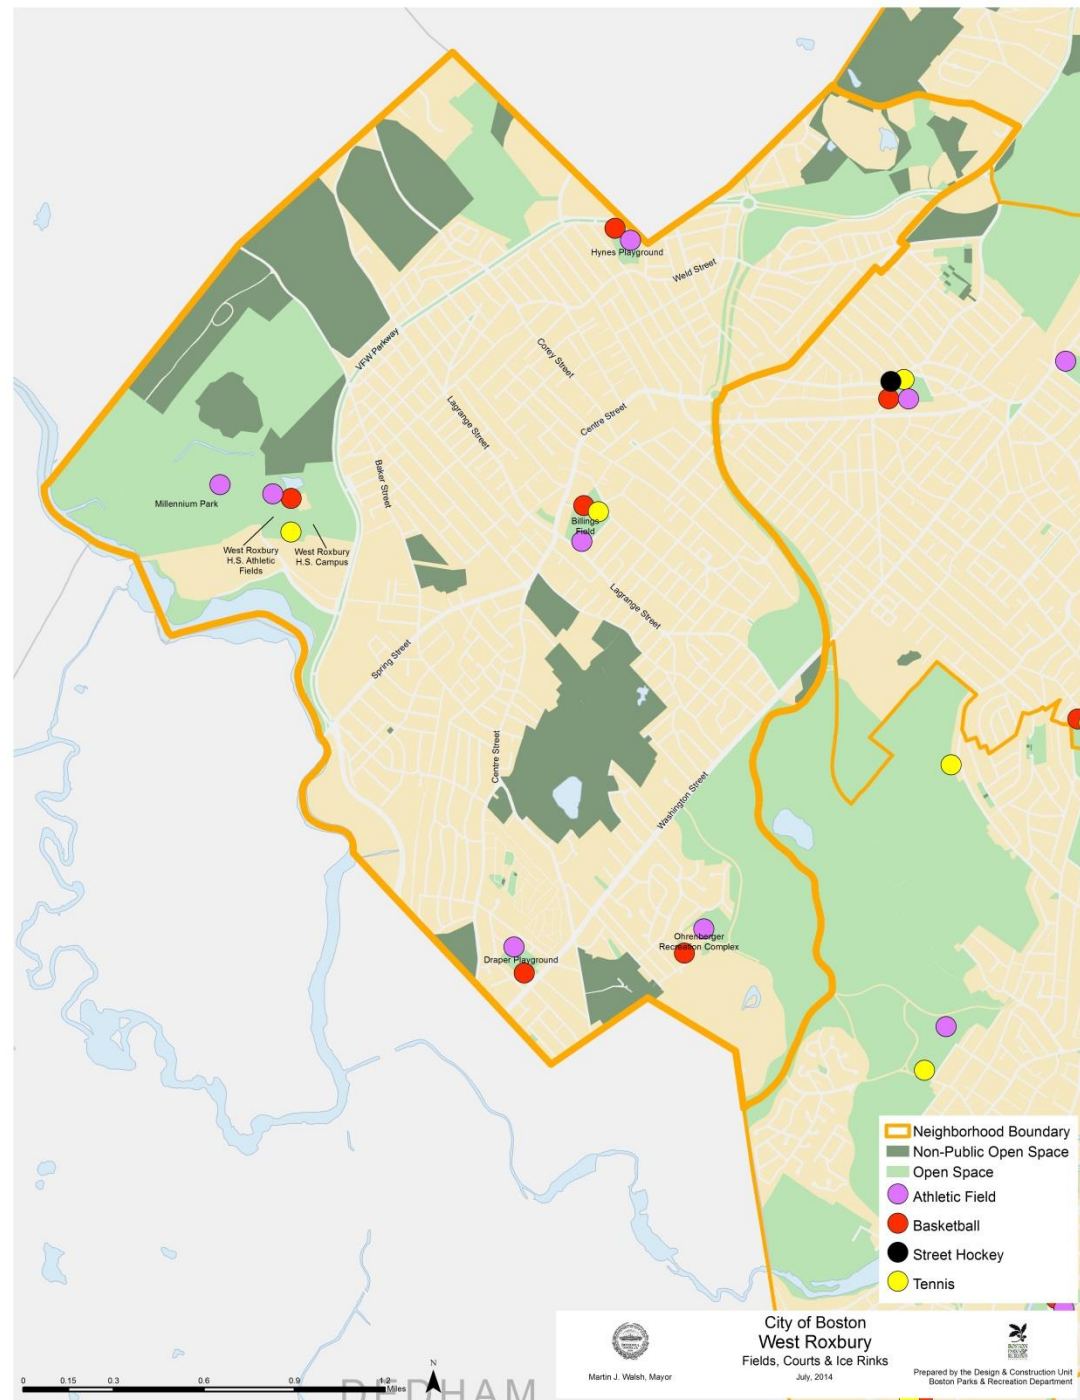 Hynes Playground
Weld Street
VFW Parkway
Corey Street
Lagrange Street
Centre Street
Baker Street
Millennium Park
West Roxbury
H.S. Athletic
Fields
West Roxbury
H.S. Campus
Billings
Field
Lagrange Street
Spring Street
Centre Street
Washington Street
Draper Playground
Ohrenberger
Recreation Complex
Neighborhood Boundary
Non-Public Open Space
Open Space
Athletic Field
Basketball
Street Hockey
Tennis
City of Boston
West Roxbury
Fields, Courts & Ice Rinks
July, 2014
Martin J. Walsh, Mayor
Prepared by the Design & Construction Unit
Boston Parks & Recreation Department
0 0.15 0.3 0.6 0.9 1.2
Miles
N
DEDHAM